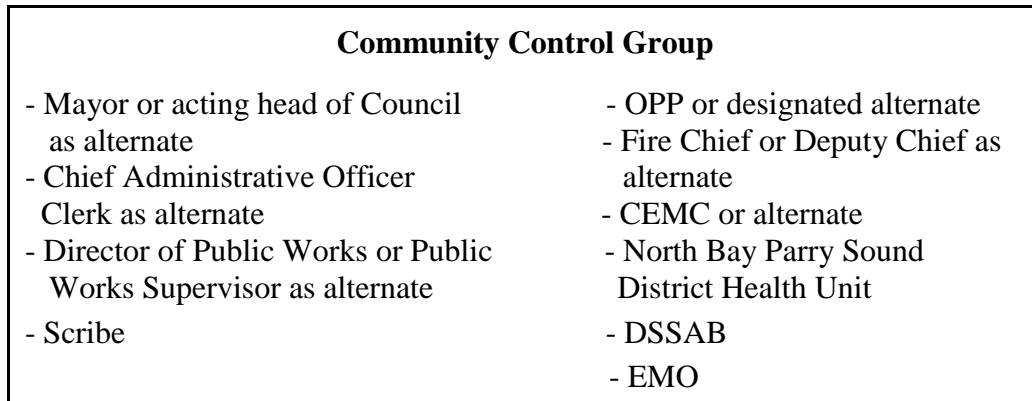 Community Control Group
- Mayor or acting head of Council
as alternate
- Chief Administrative Officer
Clerk as alternate
- Director of Public Works or Public
Works Supervisor as alternate
- Scribe
- OPP or designated alternate
- Fire Chief or Deputy Chief as
alternate
- CEMC or alternate
- North Bay Parry Sound
District Health Unit
- DSSAB
- EMO